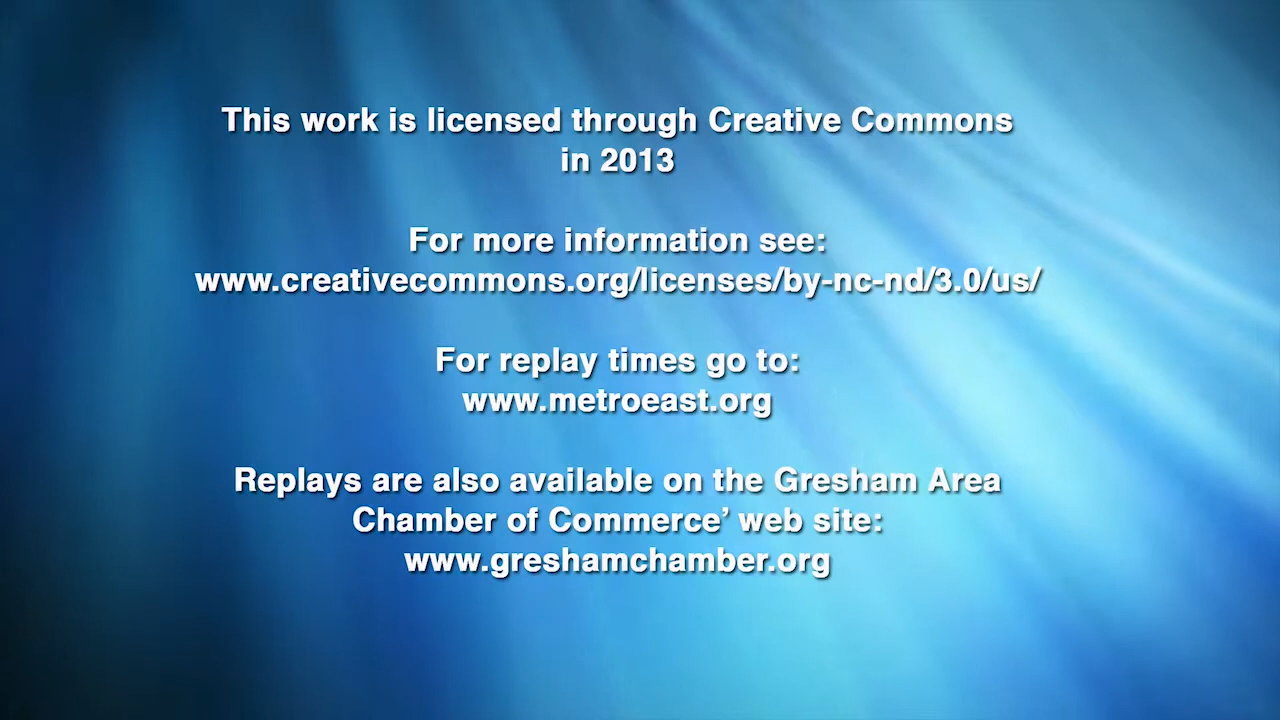 This work is licensed through Creative Commons
in 2013
For more information see:
www.creativecommons.org/licenses/by-nc-nd/3.0/us/
For replay times go to:
www.metroeast.org
Replays are also available on the Gresham Area
Chamber of Commerce’ web site:
www.greshamchamber.org